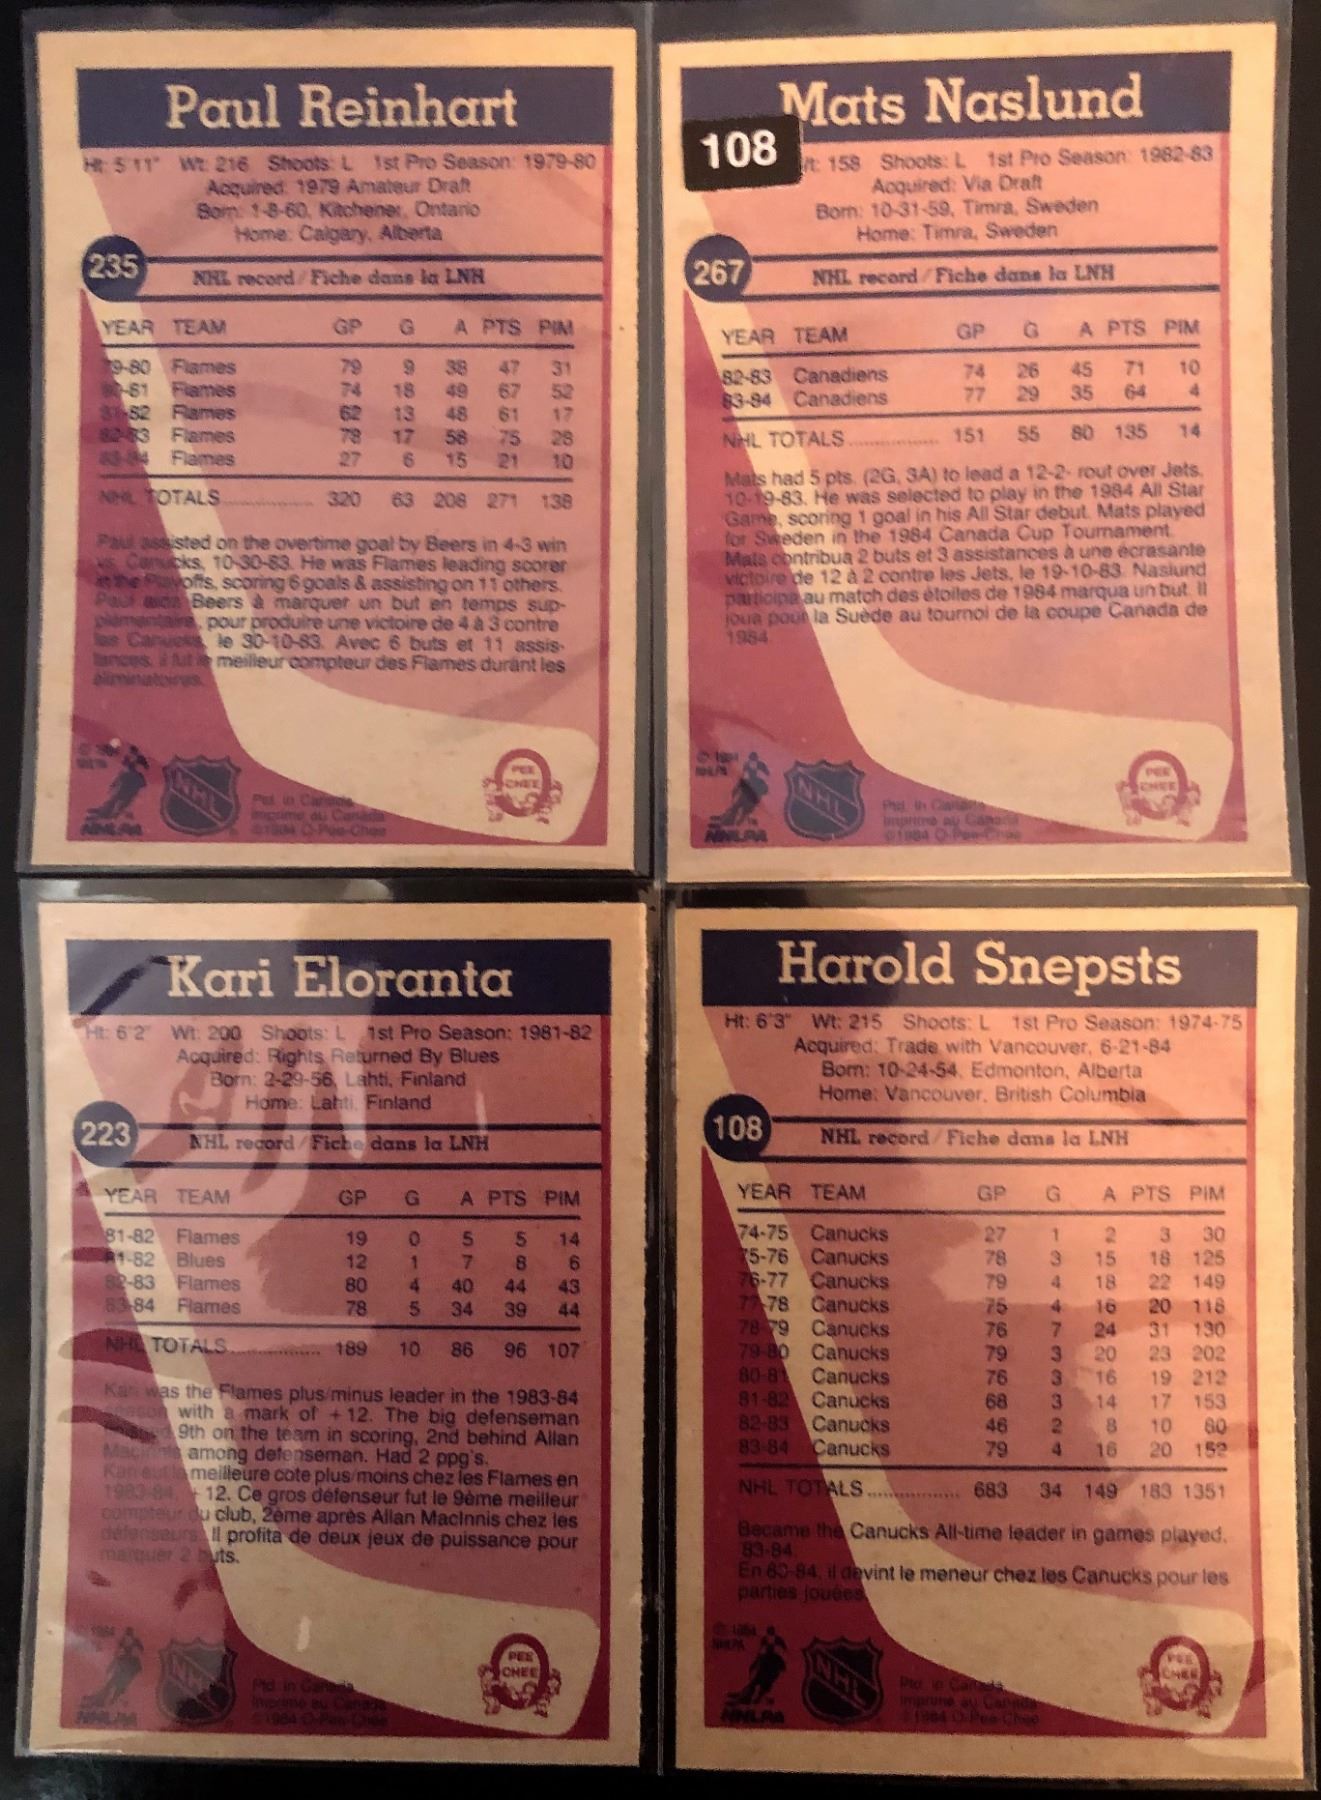 Paul Reinhart
Ht: 5'11" Wt: 216 Shoots: L 1st Pro Season: 1979-80
Acquired: 1979 Amateur Draft
Born: 1-8-60, Kitchener, Ontario
Home: Calgary, Alberta
235
NHL record / Fiche dans la LNH
YEAR TEAM GP G A PTS PIM
79-80 Flames 79 9 38 47 31
80-81 Flames 74 18 49 67 52
81-82 Flames 62 13 48 61 17
82-83 Flames 78 17 58 75 28
83-84 Flames 27 6 15 21 10
NHL TOTALS.............. 320 63 208 271 138
Paul assisted on the overtime goal by Beers in 4-3 win
vs. Canucks, 10-30-83. He was Flames leading scorer
in the Playoffs, scoring 6 goals & assisting on 11 others.
Paul aida Beers à marquer un but en temps sup-
plémentaire, pour produire une victoire de 4 à 3 contre
les Canucks, le 30-10-83. Avec 6 buts et 11 assis-
tances, il fut le meilleur compteur des Flames durant les
éliminatoires.
© 1984
NHLPA
NHLPA
NHL
Ptd. in Canada
Imprimé au Canada
©1984 O-Pee-Chee
PEE
CHEE
Mats Naslund
108
Wt: 158 Shoots: L 1st Pro Season: 1982-83
Acquired: Via Draft
Born: 10-31-59, Timra, Sweden
Home: Timra, Sweden
267
NHL record / Fiche dans la LNH
YEAR TEAM GP G A PTS PIM
82-83 Canadiens 74 26 45 71 10
83-84 Canadiens 77 29 35 64 4
NHL TOTALS.............. 151 55 80 135 14
Mats had 5 pts. (2G, 3A) to lead a 12-2- rout over Jets,
10-19-83. He was selected to play in the 1984 All Star
Game, scoring 1 goal in his All Star debut. Mats played
for Sweden in the 1984 Canada Cup Tournament.
Mats contribua 2 buts et 3 assistances à une écrasante
victoire de 12 à 2 contre les Jets, le 19-10-83. Naslund
participa au match des étoiles de 1984 marqua un but. Il
joua pour la Suède au tournoi de la coupe Canada de
1984.
© 1984
NHLPA
NHLPA
NHL
Ptd. in Canada
Imprimé au Canada
©1984 O-Pee-Chee
PEE
CHEE
Kari Eloranta
Ht: 6'2" Wt: 200 Shoots: L 1st Pro Season: 1981-82
Acquired: Rights Returned By Blues
Born: 2-29-56, Lahti, Finland
Home: Lahti, Finland
223
NHL record / Fiche dans la LNH
YEAR TEAM GP G A PTS PIM
81-82 Flames 19 0 5 5 14
81-82 Blues 12 1 7 8 6
82-83 Flames 80 4 40 44 43
83-84 Flames 78 5 34 39 44
NHL TOTALS.............. 189 10 86 96 107
Kari was the Flames plus/minus leader in the 1983-84
season with a mark of +12. The big defenseman
finished 9th on the team in scoring, 2nd behind Allan
MacInnis among defenseman. Had 2 ppg's.
Kari eut la meilleure cote plus/moins chez les Flames en
1983-84, +12. Ce gros défenseur fut le 9ème meilleur
compteur du club, 2ème après Allan MacInnis chez les
défenseurs. Il profita de deux jeux de puissance pour
marquer 2 buts.
© 1984
NHLPA
NHL
Ptd. in Canada
Imprimé au Canada
©1984 O-Pee-Chee
PEE
CHEE
Harold Snepsts
Ht: 6'3" Wt: 215 Shoots: L 1st Pro Season: 1974-75
Acquired: Trade with Vancouver, 6-21-84
Born: 10-24-54, Edmonton, Alberta
Home: Vancouver, British Columbia
108
NHL record / Fiche dans la LNH
YEAR TEAM GP G A PTS PIM
74-75 Canucks 27 1 2 3 30
75-76 Canucks 78 3 15 18 125
76-77 Canucks 79 4 18 22 149
77-78 Canucks 75 4 16 20 118
78-79 Canucks 76 7 24 31 130
79-80 Canucks 79 3 20 23 202
80-81 Canucks 76 3 16 19 212
81-82 Canucks 68 3 14 17 153
82-83 Canucks 46 2 8 10 80
83-84 Canucks 79 4 16 20 152
NHL TOTALS.............. 683 34 149 183 1351
Became the Canucks All-time leader in games played,
83-84.
En 83-84, il devint le meneur chez les Canucks pour les
parties jouées.
© 1984
NHLPA
NHLPA
NHL
Ptd. in Canada
Imprimé au Canada
©1984 O-Pee-Chee
PEE
CHEE